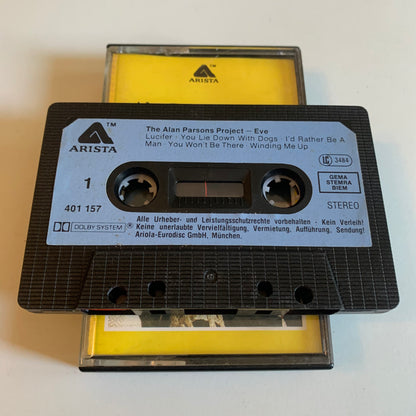 ARISTA
™
ARISTA
The Alan Parsons Project – Eve
Lucifer · You Lie Down With Dogs · I'd Rather Be A
Man · You Won't Be There · Winding Me Up
LC 3484
1
GEMA
STEMRA
BIEM
401 157
STEREO
DOLBY SYSTEM ®
Alle Urheber- und Leistungsschutzrechte vorbehalten - Kein Verleih!
Keine unerlaubte Vervielfältigung, Vermietung, Aufführung, Sendung!
Ariola-Eurodisc GmbH, München.